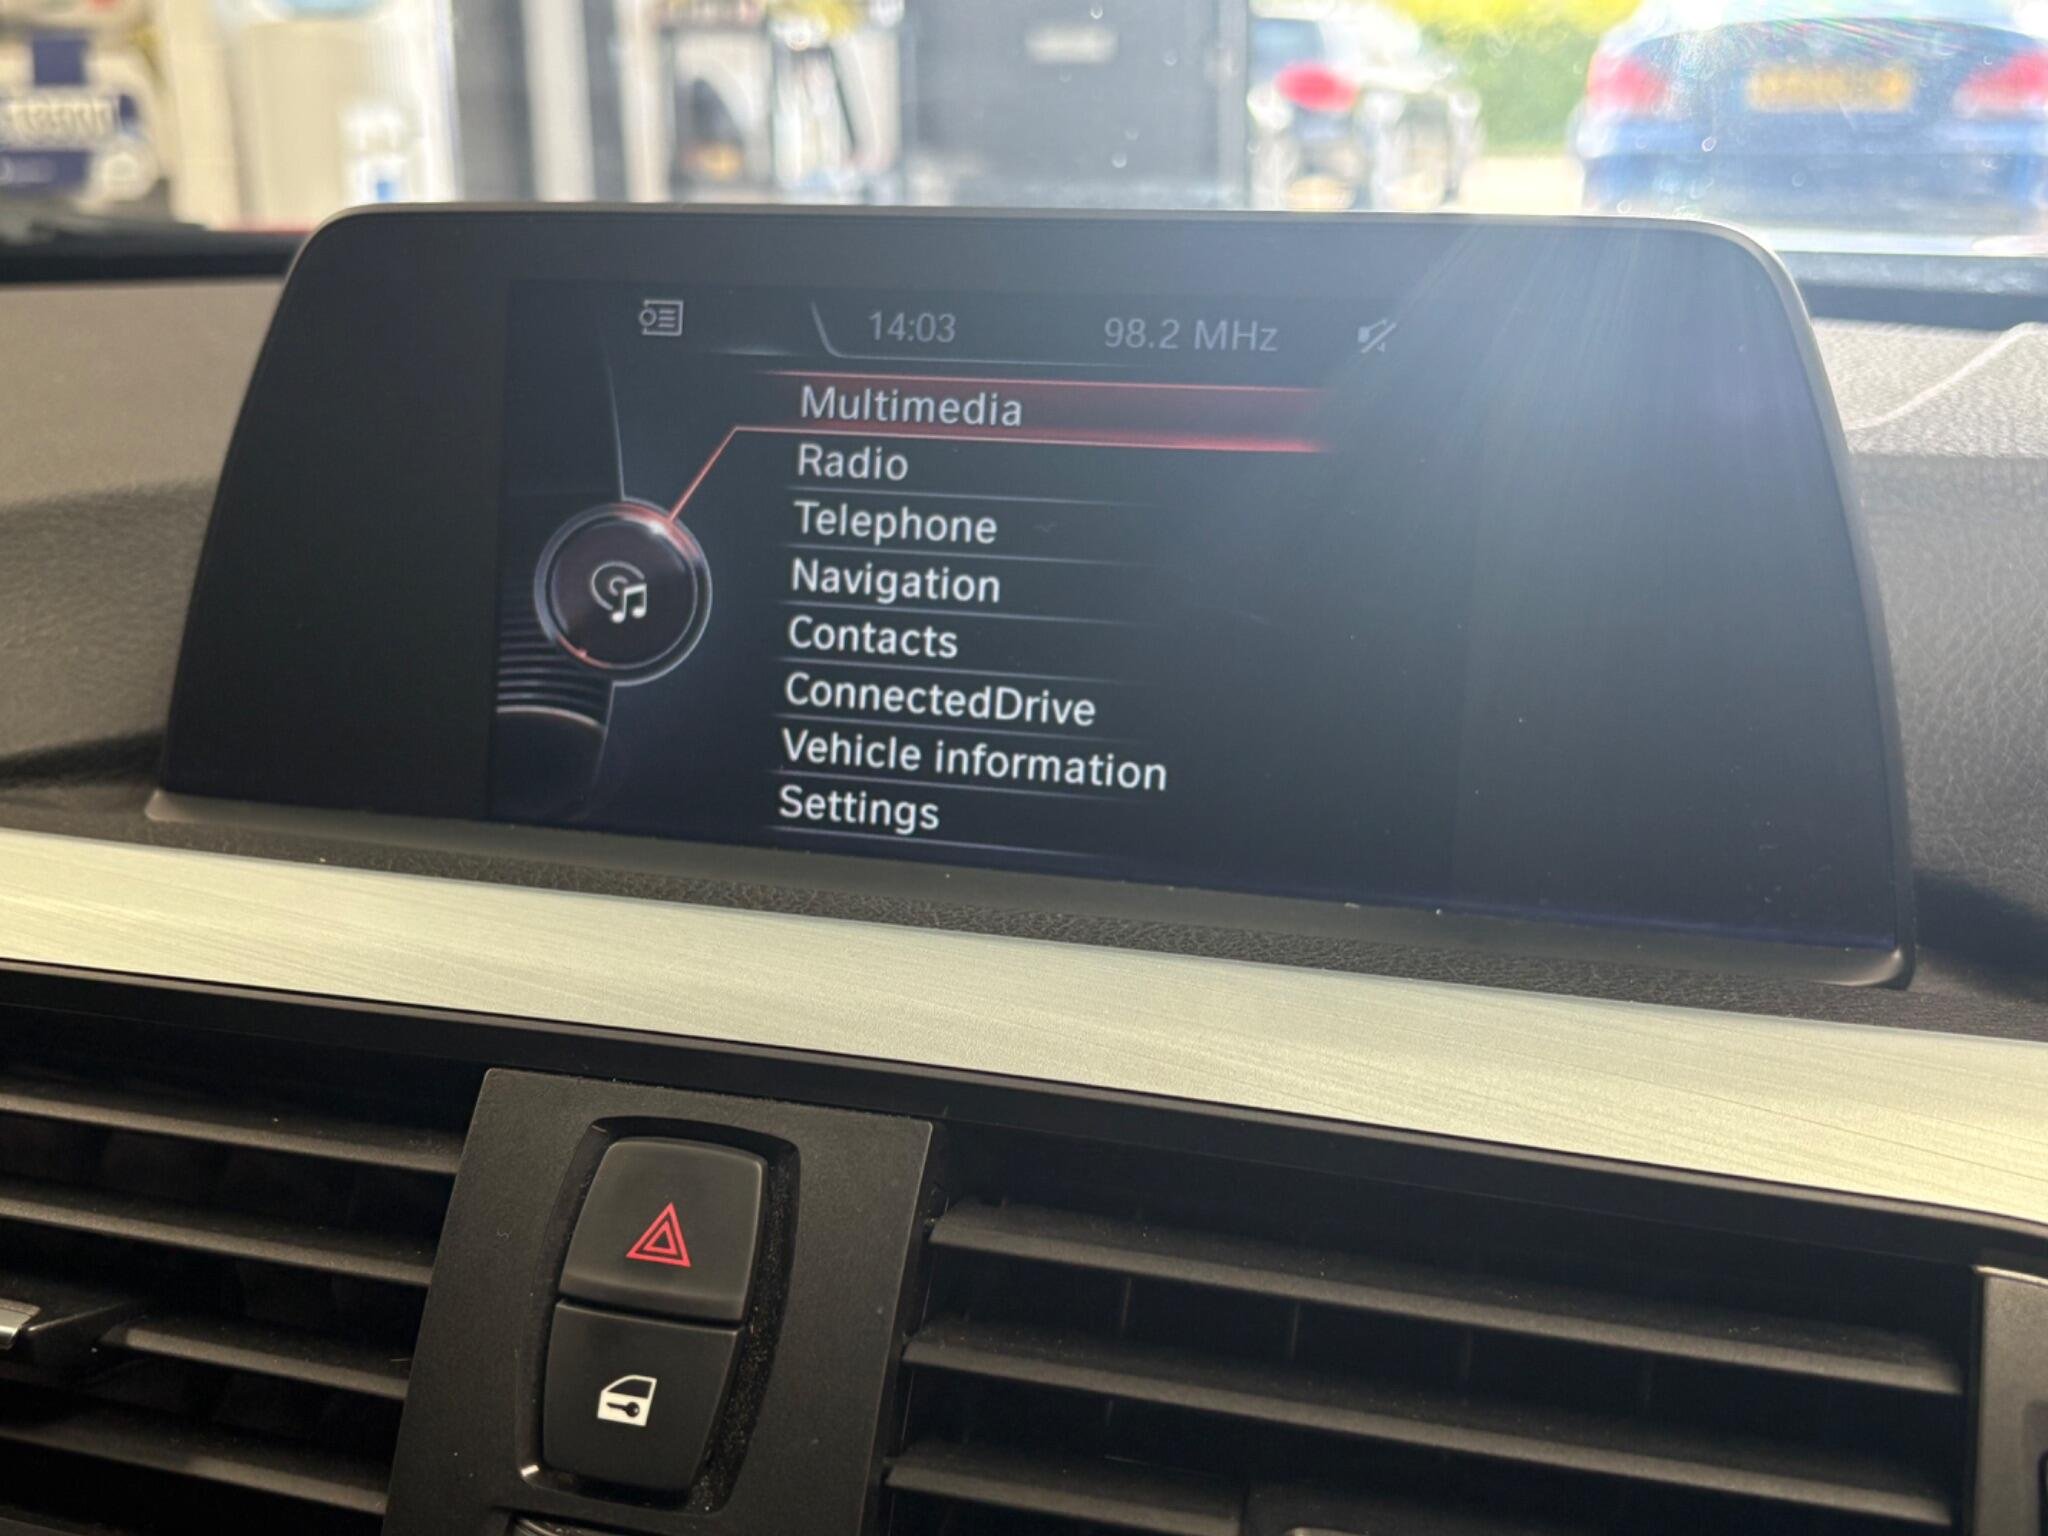 14:03 98.2 MHz
Multimedia
Radio
Telephone
Navigation
Contacts
ConnectedDrive
Vehicle information
Settings